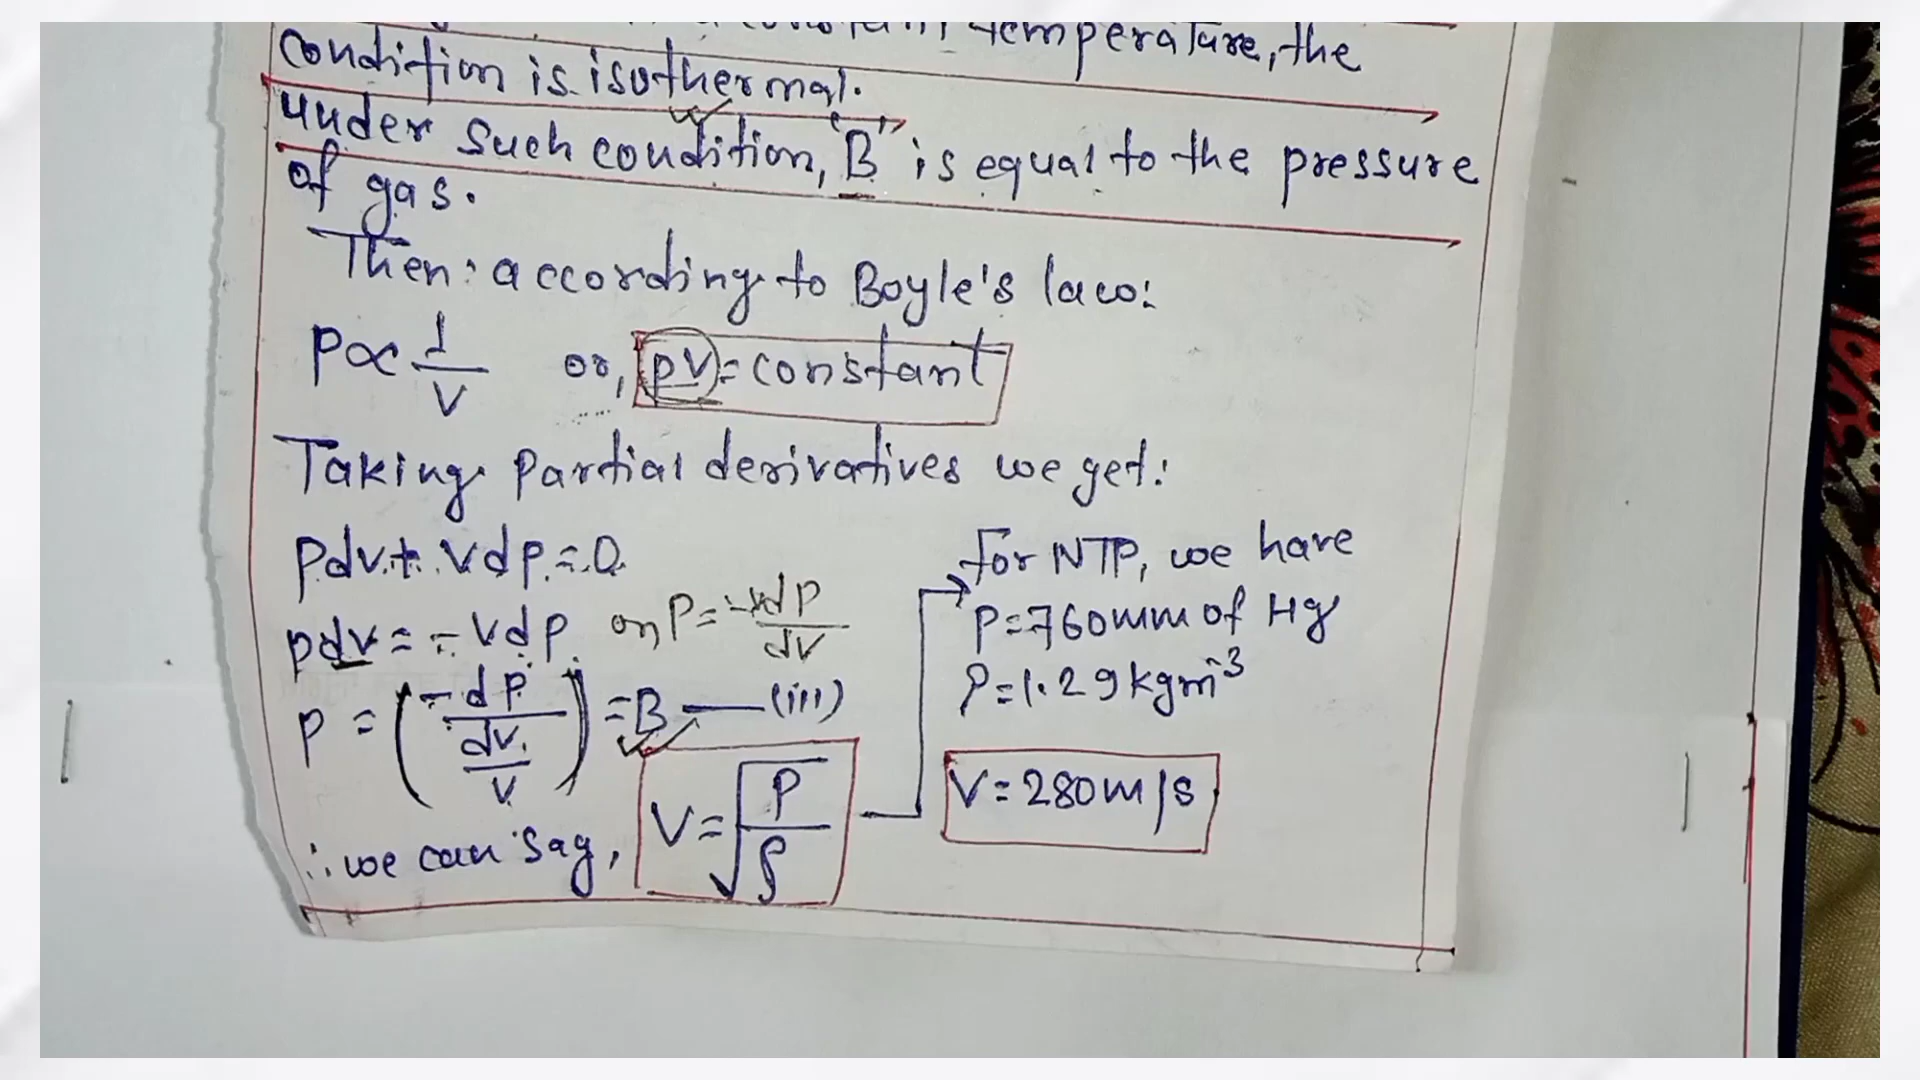 temperature, the
condition is isothermal.
under such condition, "B" is equal to the pressure
of gas.
Then: according to Boyle's law:
P ∝ 1/V or, PV = constant
Taking partial derivatives we get:
Pdv + Vdp = 0
pdv = - Vdp or, P = -Vdp/dV
P = (-dP/(dV/V)) = B — (iii)
∴ we can say, V = √(P/ρ)
for NTP, we have
P = 760mm of Hg
ρ = 1.29 kgm⁻³
V = 280m/s